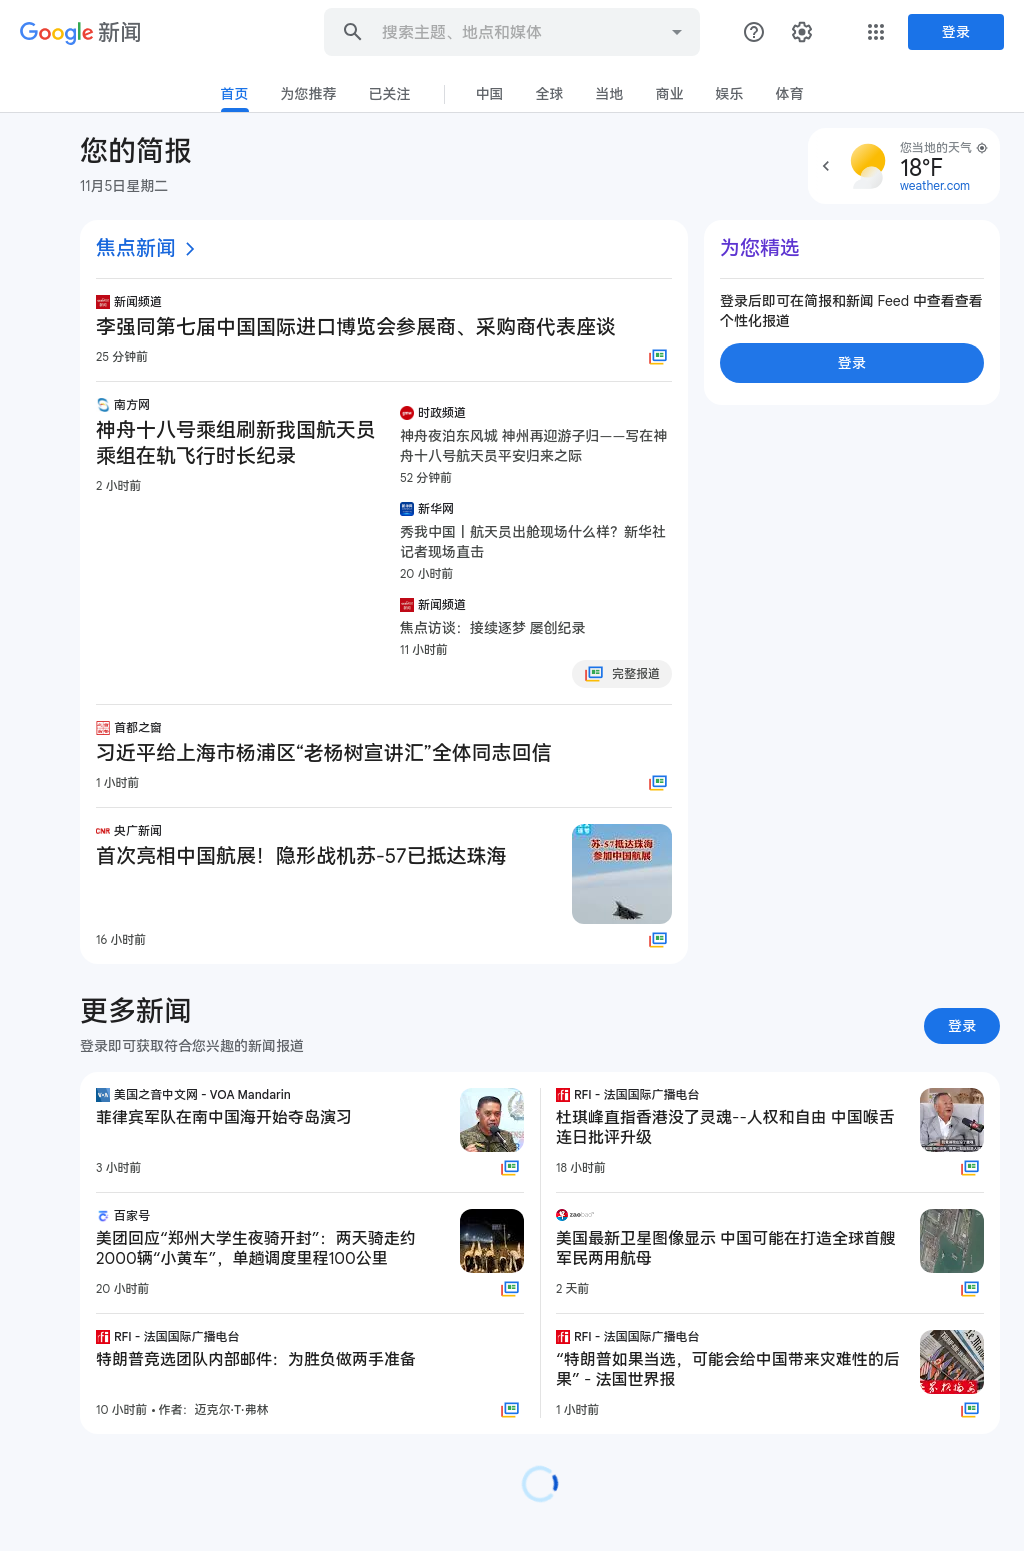 Google 新闻
搜索主题、地点和媒体
登录
首页
为您推荐
已关注
中国
全球
当地
商业
娱乐
体育
您的简报
11月5日星期二
您当地的天气
18°F
weather.com
焦点新闻
新闻频道
李强同第七届中国国际进口博览会参展商、采购商代表座谈
25 分钟前
南方网
神舟十八号乘组刷新我国航天员
乘组在轨飞行时长纪录
2 小时前
时政频道
神舟夜泊东风城 神州再迎游子归——写在神
舟十八号航天员平安归来之际
52 分钟前
新华网
秀我中国丨航天员出舱现场什么样？新华社
记者现场直击
20 小时前
新闻频道
焦点访谈：接续逐梦 屡创纪录
11 小时前
完整报道
首都之窗
习近平给上海市杨浦区“老杨树宣讲汇”全体同志回信
1 小时前
CNR 央广新闻
首次亮相中国航展！隐形战机苏-57已抵达珠海
苏-57抵达珠海
参加中国航展
16 小时前
为您精选
登录后即可在简报和新闻 Feed 中查看查看
个性化报道
登录
更多新闻
登录即可获取符合您兴趣的新闻报道
登录
美国之音中文网 - VOA Mandarin
菲律宾军队在南中国海开始夺岛演习
3 小时前
百家号
美团回应“郑州大学生夜骑开封”：两天骑走约
2000辆“小黄车”，单趟调度里程100公里
20 小时前
RFI - 法国国际广播电台
特朗普竞选团队内部邮件：为胜负做两手准备
10 小时前 • 作者：迈克尔·T·弗林
RFI - 法国国际广播电台
杜琪峰直指香港没了灵魂--人权和自由 中国喉舌
连日批评升级
18 小时前
zaobao
美国最新卫星图像显示 中国可能在打造全球首艘
军民两用航母
2 天前
RFI - 法国国际广播电台
“特朗普如果当选，可能会给中国带来灾难性的后
果” - 法国世界报
1 小时前